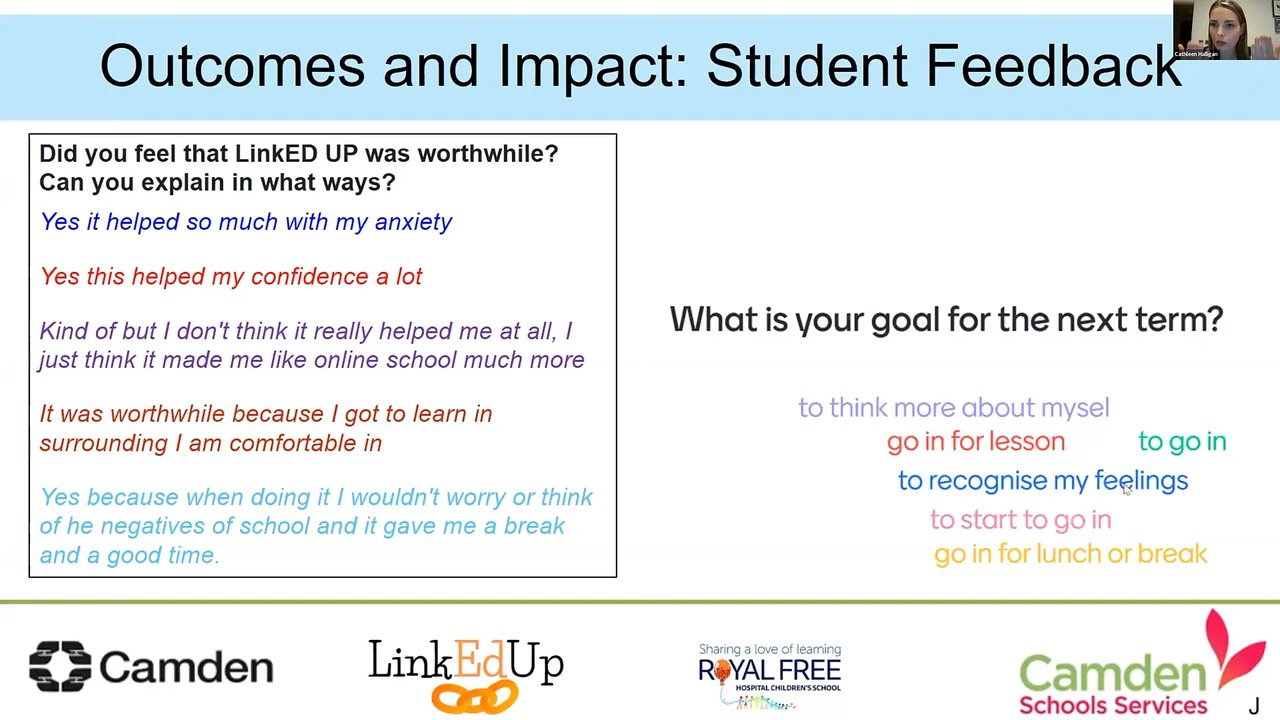 Outcomes and Impact: Student Feedback
Cathleen Halligan
Did you feel that LinkED UP was worthwhile?
Can you explain in what ways?
Yes it helped so much with my anxiety
Yes this helped my confidence a lot
Kind of but I don't think it really helped me at all, I
just think it made me like online school much more
It was worthwhile because I got to learn in
surrounding I am comfortable in
Yes because when doing it I wouldn't worry or think
of he negatives of school and it gave me a break
and a good time.
What is your goal for the next term?
to think more about mysel
go in for lesson
to go in
to recognise my feelings
to start to go in
go in for lunch or break
Camden
LinkEdUp
Sharing a love of learning
ROYAL FREE
HOSPITAL CHILDREN'S SCHOOL
Camden
Schools Services
J